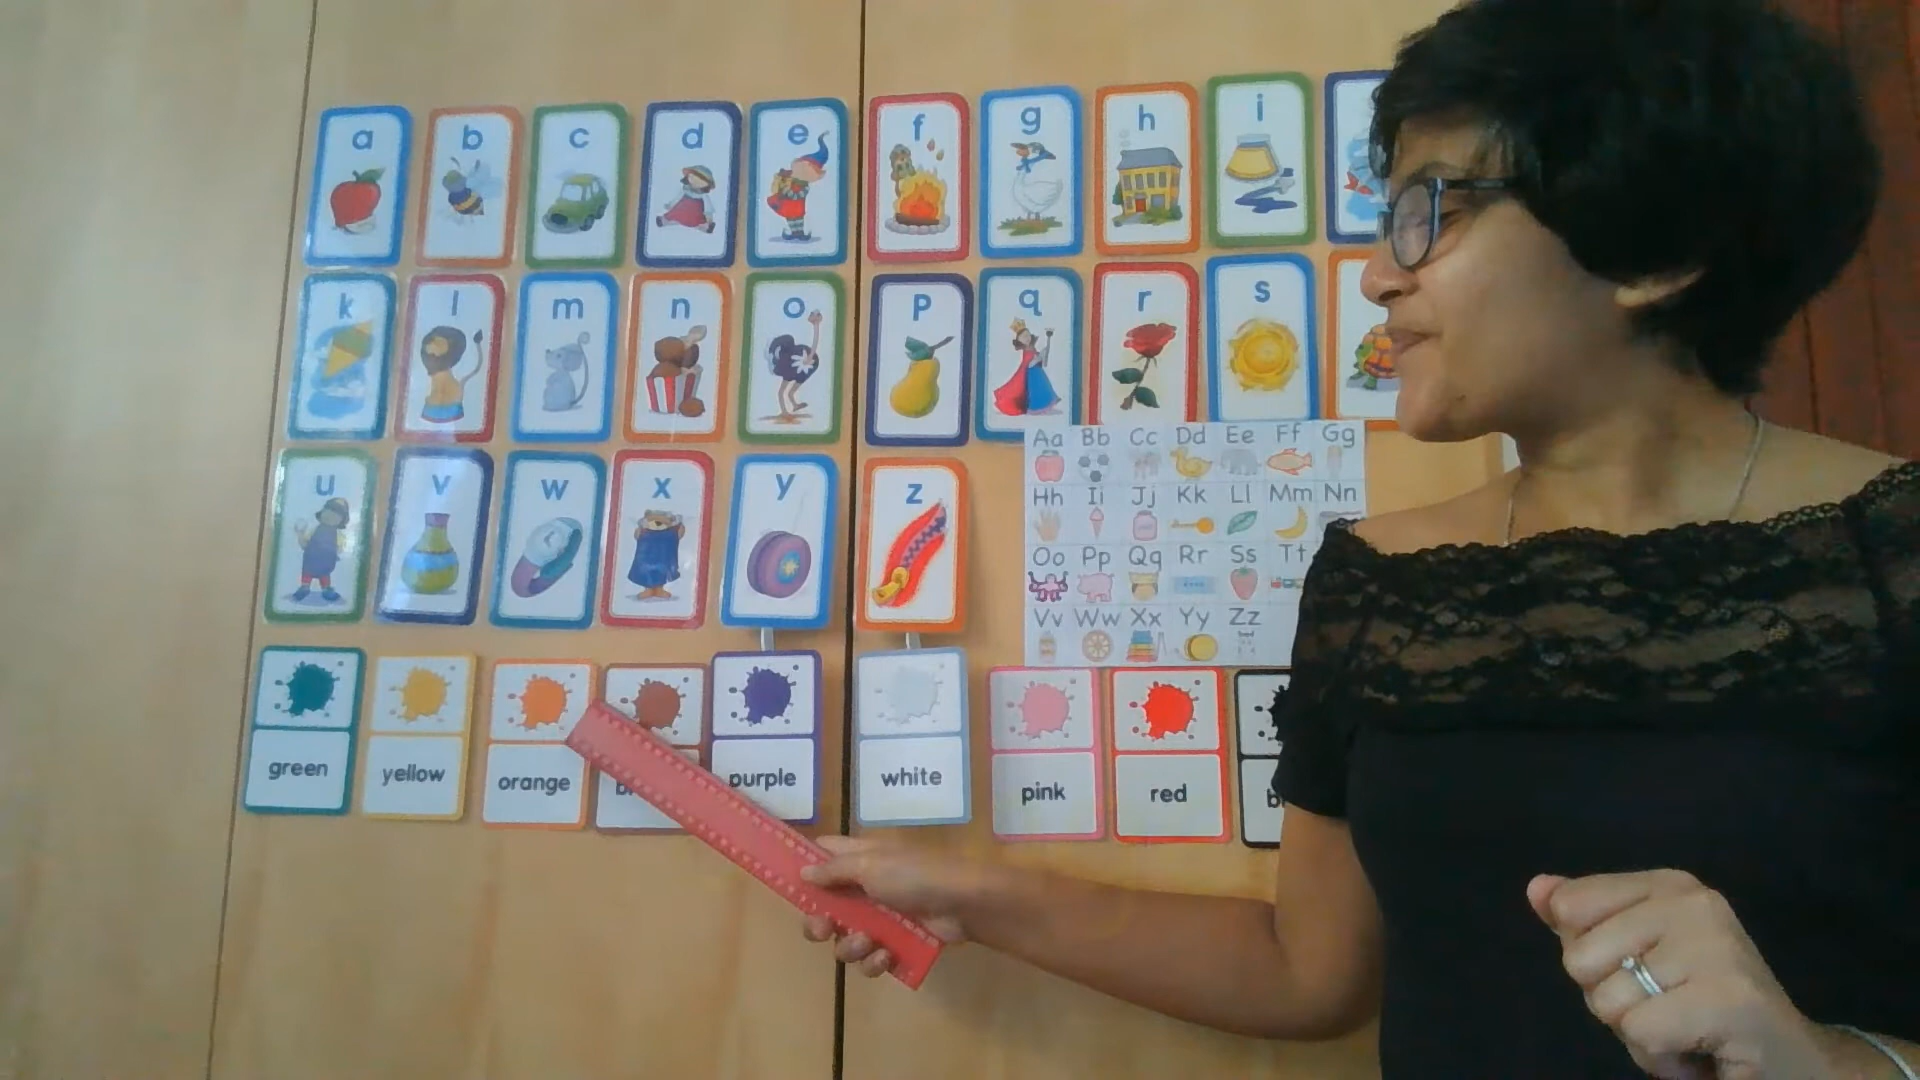 a b c d e f g h i
k l m n o p q r s
u v w x y z
Aa Bb Cc Dd Ee Ff Gg
Hh Ii Jj Kk Ll Mm Nn
Oo Pp Qq Rr Ss Tt
Vv Ww Xx Yy Zz
green yellow orange purple white pink red